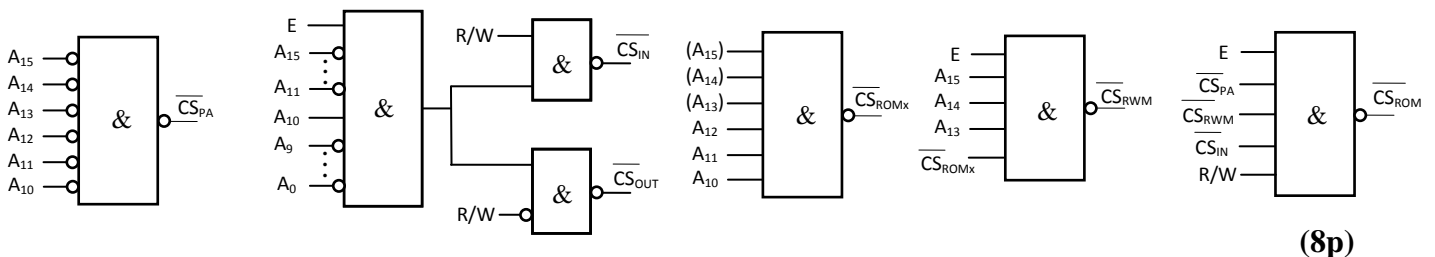 A15
A14
A13
A12
A11
A10
&
CSPA
E
A15
A11
A10
A9
A0
&
R/W
&
CSIN
R/W
&
CSOUT
(A15)
(A14)
(A13)
A12
A11
A10
&
CSROMx
E
A15
A14
A13
CSROMx
&
CSRWM
E
CSPA
CSRWM
CSIN
R/W
&
CSROM
(8p)